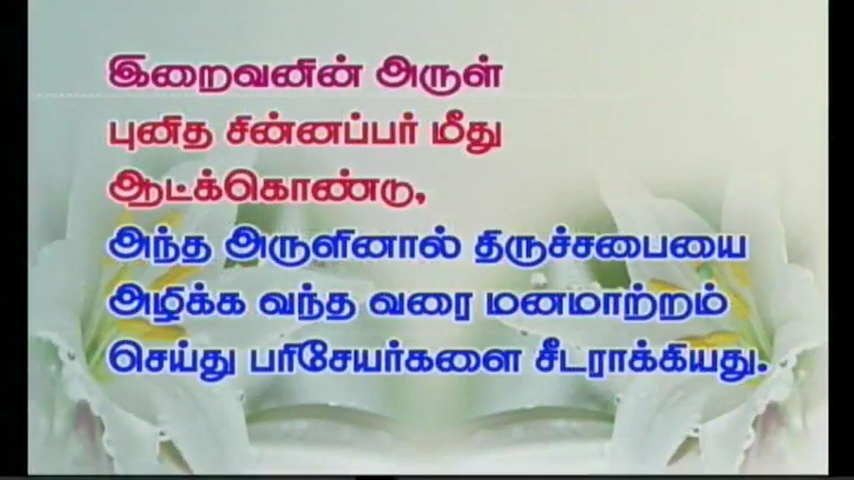 இறைவனின் அருள்
புனித சின்னப்பர் மீது
ஆட்க்கொண்டு,
அந்த அருளினால் திருச்சபையை
அழிக்க வந்த வரை மனமாற்றம்
செய்து பரிசேயர்களை சீடராக்கியது.